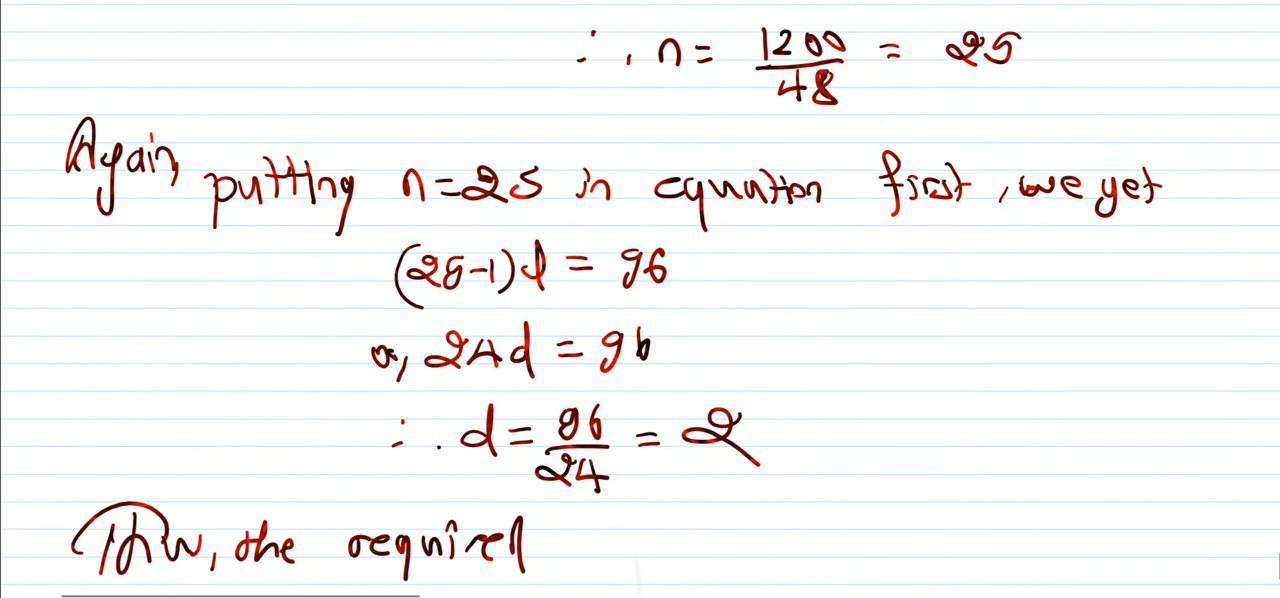 ∴ n = 1200/48 = 25
Again, putting n=25 in equation first, we get
(25-1)d = 96
or, 24d = 96
∴ d = 96/24 = 2
Thus, the required